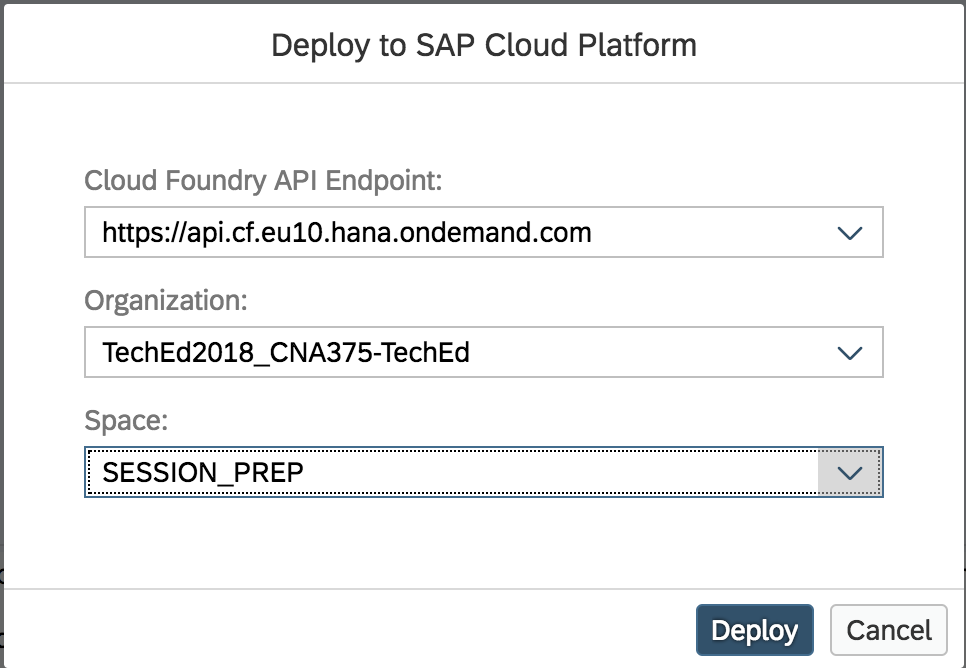 Deploy to SAP Cloud Platform
Cloud Foundry API Endpoint:
https://api.cf.eu10.hana.ondemand.com
Organization:
TechEd2018_CNA375-TechEd
Space:
SESSION_PREP
Deploy
Cancel